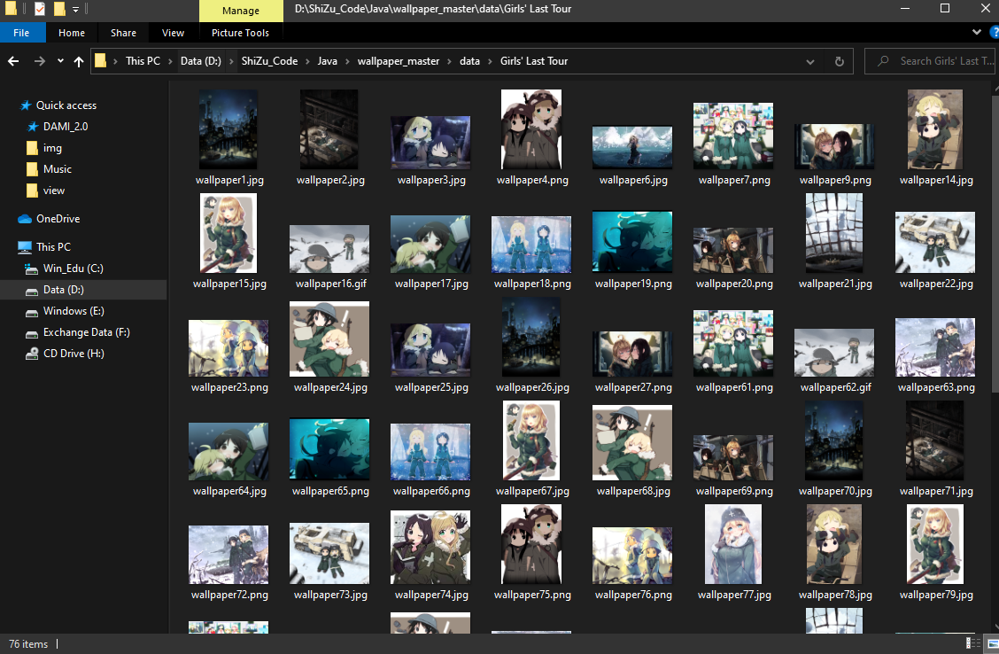 Manage D:\ShiZu_Code\Java\wallpaper_master\data\Girls' Last Tour
File Home Share View Picture Tools
This PC Data (D:) ShiZu_Code Java wallpaper_master data Girls' Last Tour Search Girls' Last T...
Quick access
DAMI_2.0
img
Music
view
OneDrive
This PC
Win_Edu (C:)
Data (D:)
Windows (E:)
Exchange Data (F:)
CD Drive (H:)
wallpaper1.jpg wallpaper2.jpg wallpaper3.jpg wallpaper4.png wallpaper6.jpg wallpaper7.png wallpaper9.png wallpaper14.jpg
wallpaper15.jpg wallpaper16.gif wallpaper17.jpg wallpaper18.png wallpaper19.png wallpaper20.png wallpaper21.jpg wallpaper22.jpg
wallpaper23.png wallpaper24.jpg wallpaper25.jpg wallpaper26.jpg wallpaper27.png wallpaper61.png wallpaper62.gif wallpaper63.png
wallpaper64.jpg wallpaper65.png wallpaper66.png wallpaper67.jpg wallpaper68.jpg wallpaper69.png wallpaper70.jpg wallpaper71.jpg
wallpaper72.png wallpaper73.jpg wallpaper74.jpg wallpaper75.png wallpaper76.png wallpaper77.jpg wallpaper78.jpg wallpaper79.jpg
76 items